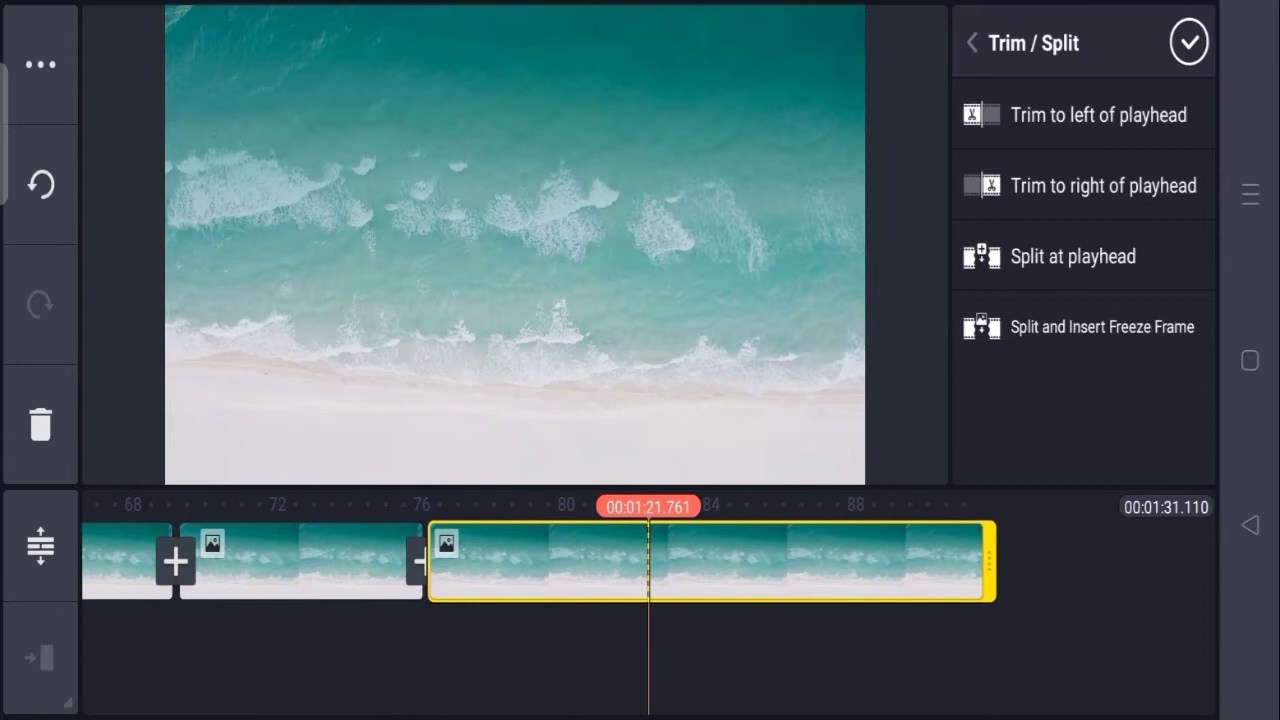 Trim / Split
Trim to left of playhead
Trim to right of playhead
Split at playhead
Split and Insert Freeze Frame
68 72 76 80 00:01:21.761 84 88 00:01:31.110